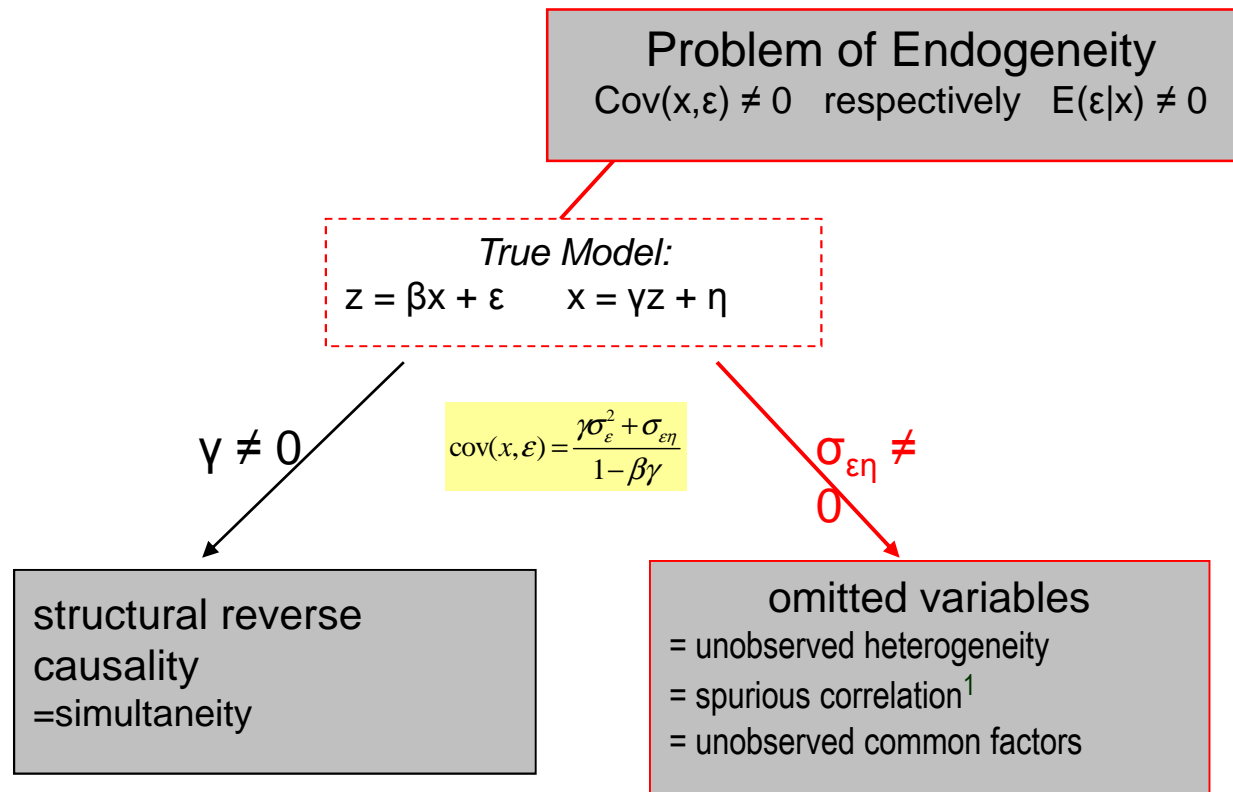 Problem of Endogeneity
Cov(x,ε) ≠ 0 respectively E(ε|x) ≠ 0
True Model:
z = βx + ε x = γz + η
γ ≠ 0
cov(x,ε) = (γσ²_ε + σ_εη) / (1 − βγ)
σ_εη ≠
0
structural reverse
causality
=simultaneity
omitted variables
= unobserved heterogeneity
= spurious correlation¹
= unobserved common factors